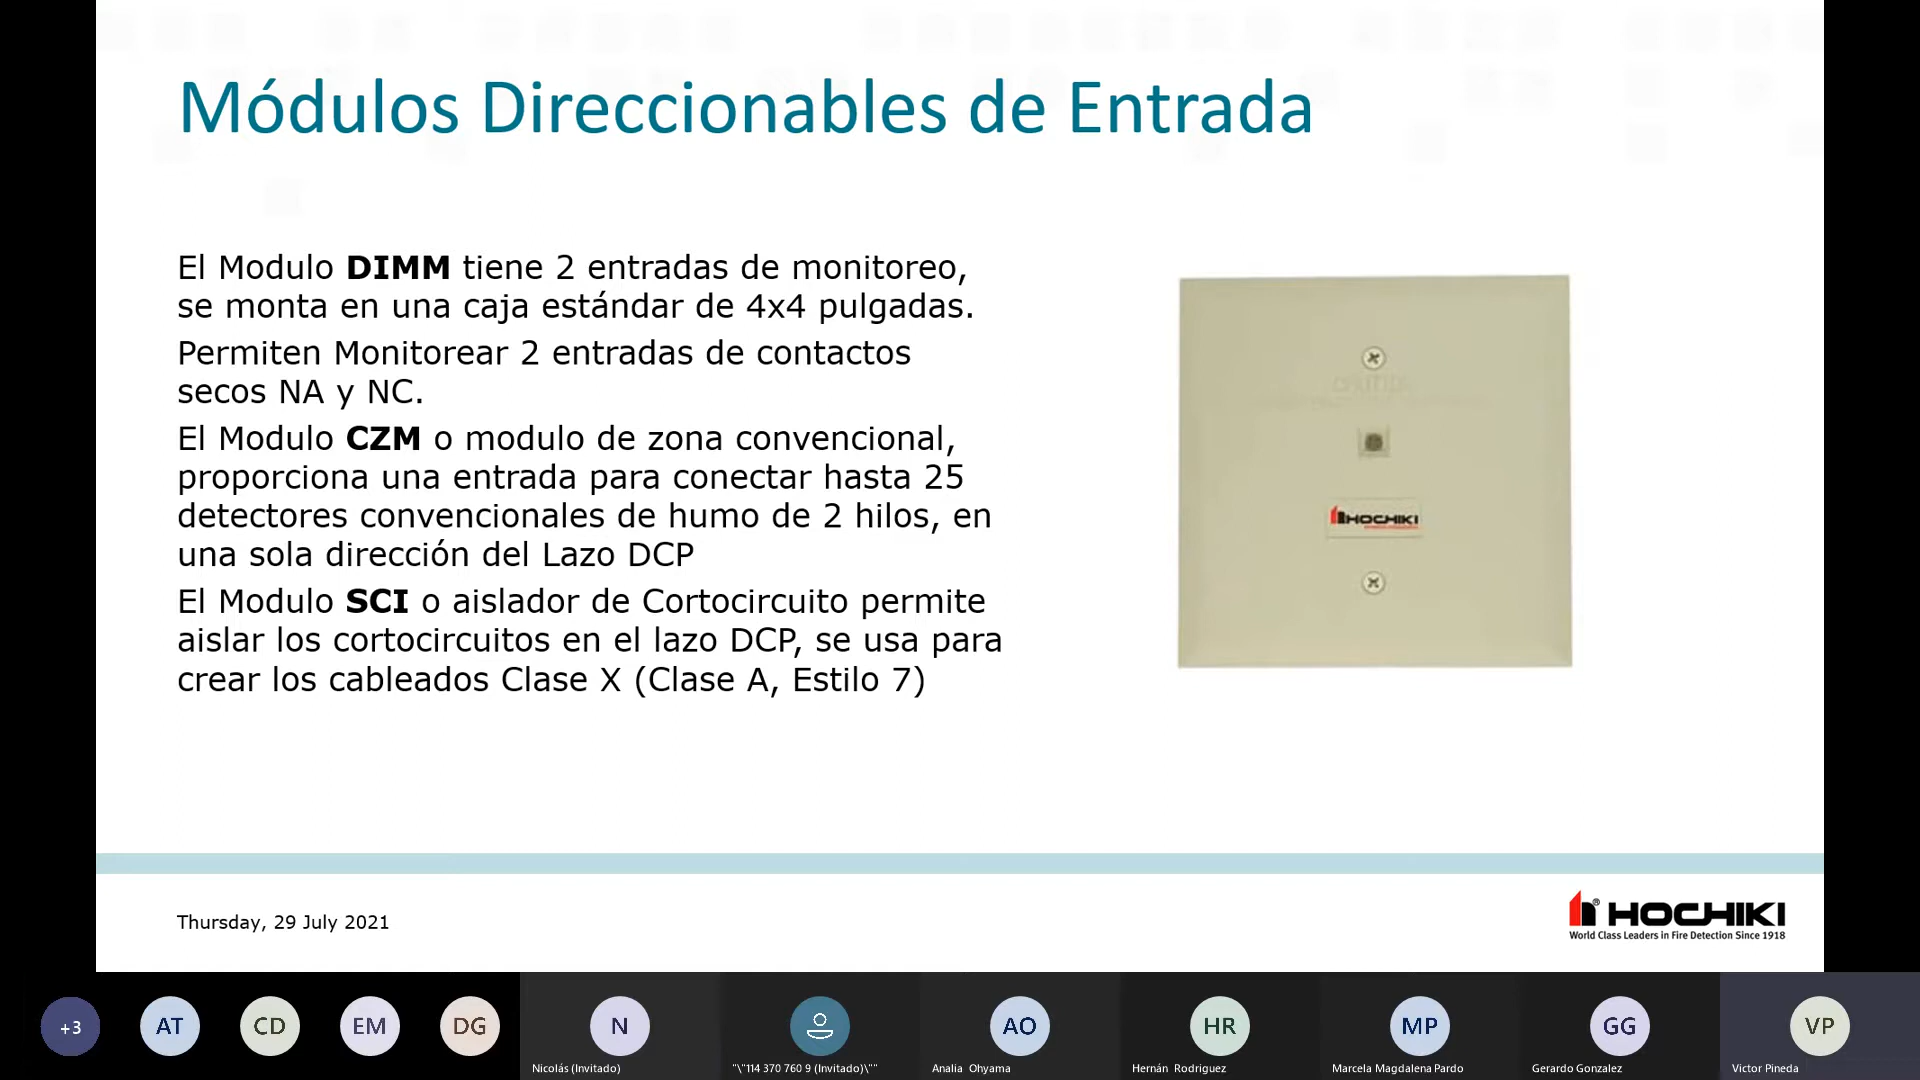 Módulos Direccionables de Entrada
El Modulo DIMM tiene 2 entradas de monitoreo,
se monta en una caja estándar de 4x4 pulgadas.
Permiten Monitorear 2 entradas de contactos
secos NA y NC.
El Modulo CZM o modulo de zona convencional,
proporciona una entrada para conectar hasta 25
detectores convencionales de humo de 2 hilos, en
una sola dirección del Lazo DCP
El Modulo SCI o aislador de Cortocircuito permite
aislar los cortocircuitos en el lazo DCP, se usa para
crear los cableados Clase X (Clase A, Estilo 7)
HOCHIKI
Thursday, 29 July 2021
® HOCHIKI
World Class Leaders in Fire Detection Since 1918
+3
AT
CD
EM
DG
N
AO
HR
MP
GG
VP
Nicolás (Invitado)
"\"114 370 760 9 (Invitado)\""
Analia Ohyama
Hernán Rodriguez
Marcela Magdalena Pardo
Gerardo Gonzalez
Victor Pineda